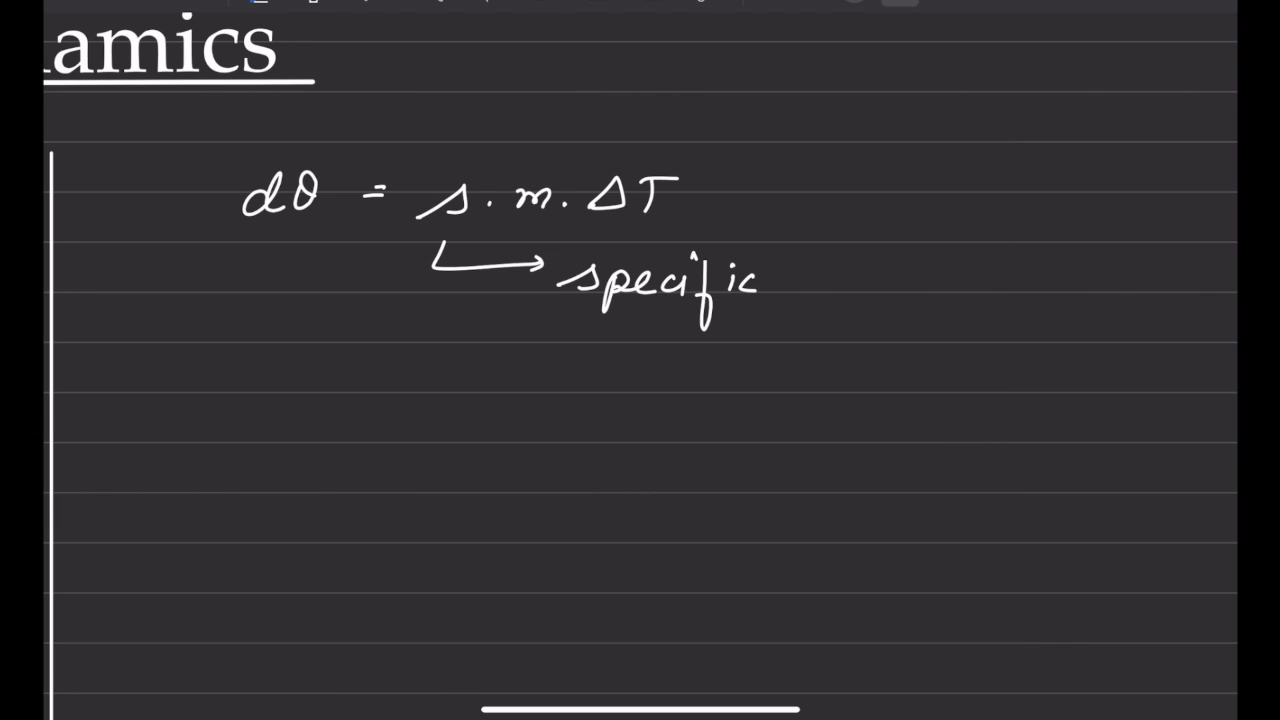 amics
dθ = s.m.ΔT
specific